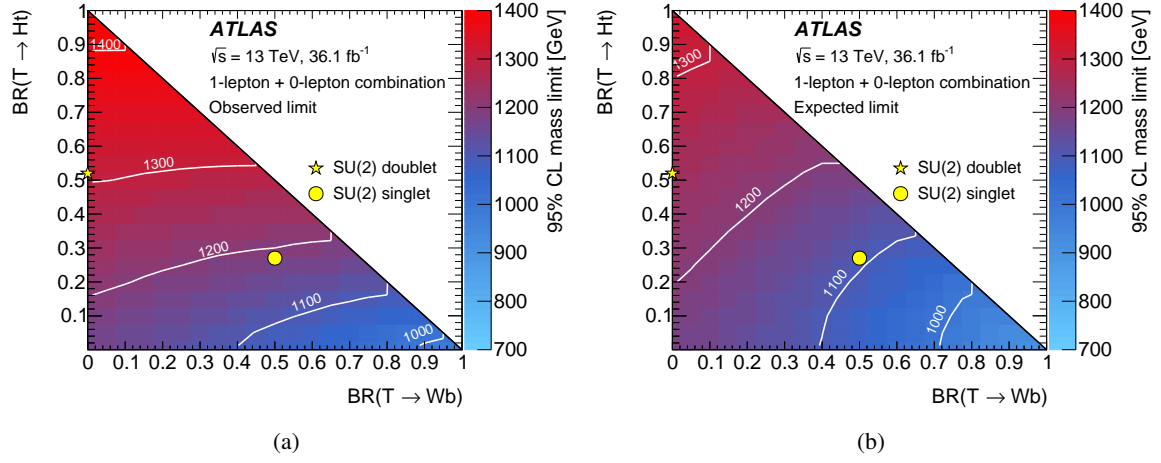 BR(T → Ht)
1
0.9
0.8
0.7
0.6
0.5
0.4
0.3
0.2
0.1
0 0.1 0.2 0.3 0.4 0.5 0.6 0.7 0.8 0.9 1
BR(T → Wb)
ATLAS
√s = 13 TeV, 36.1 fb⁻¹
1-lepton + 0-lepton combination
Observed limit
SU(2) doublet
SU(2) singlet
1400
1300
1200
1100
1000
1400
1300
1200
1100
1000
900
800
700
95% CL mass limit [GeV]
(a)
BR(T → Ht)
1
0.9
0.8
0.7
0.6
0.5
0.4
0.3
0.2
0.1
0 0.1 0.2 0.3 0.4 0.5 0.6 0.7 0.8 0.9 1
BR(T → Wb)
ATLAS
√s = 13 TeV, 36.1 fb⁻¹
1-lepton + 0-lepton combination
Expected limit
SU(2) doublet
SU(2) singlet
1300
1200
1100
1000
1400
1300
1200
1100
1000
900
800
700
95% CL mass limit [GeV]
(b)